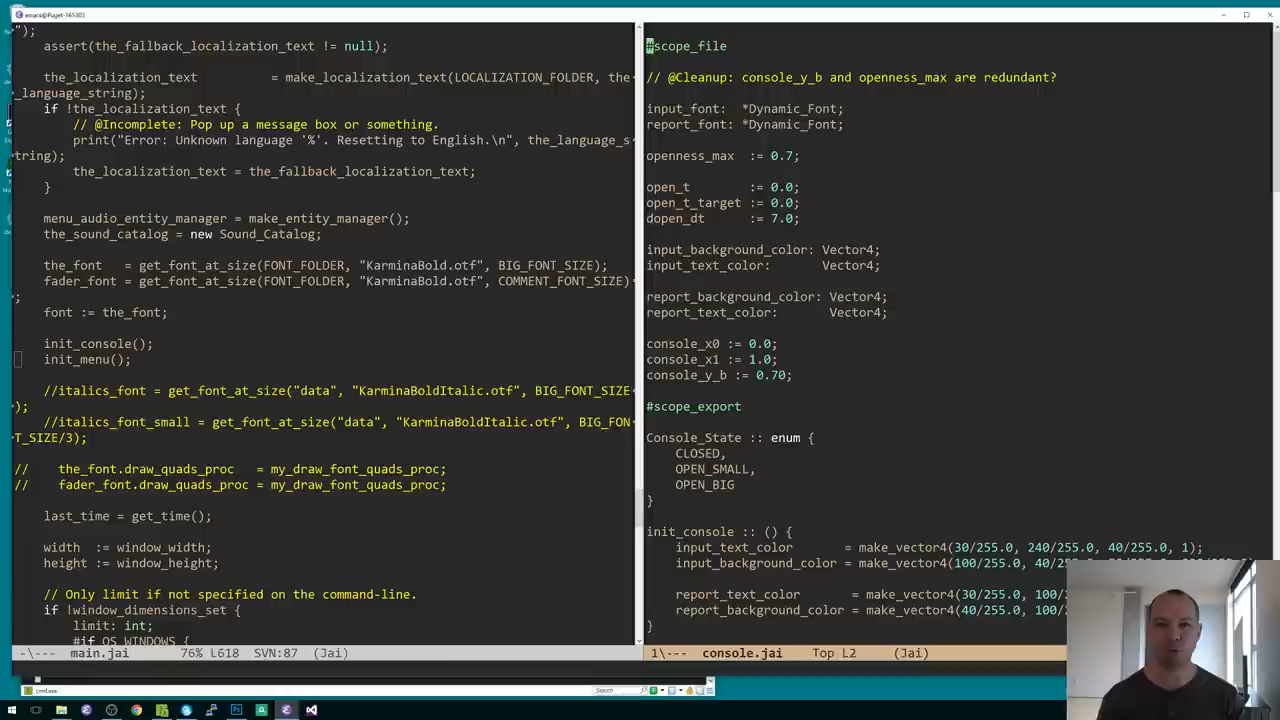 emacs@Puget-165303
");
    assert(the_fallback_localization_text != null);
    the_localization_text          = make_localization_text(LOCALIZATION_FOLDER, the
_language_string);
    if !the_localization_text {
        // @Incomplete: Pop up a message box or something.
        print("Error: Unknown language '%'. Resetting to English.\n", the_language_s
tring);
        the_localization_text = the_fallback_localization_text;
    }
    menu_audio_entity_manager = make_entity_manager();
    the_sound_catalog = new Sound_Catalog;
    the_font   = get_font_at_size(FONT_FOLDER, "KarminaBold.otf", BIG_FONT_SIZE);
    fader_font = get_font_at_size(FONT_FOLDER, "KarminaBold.otf", COMMENT_FONT_SIZE)
;
    font := the_font;
    init_console();
    init_menu();
    //italics_font = get_font_at_size("data", "KarminaBoldItalic.otf", BIG_FONT_SIZE
);
    //italics_font_small = get_font_at_size("data", "KarminaBoldItalic.otf", BIG_FON
T_SIZE/3);
//    the_font.draw_quads_proc   = my_draw_font_quads_proc;
//    fader_font.draw_quads_proc = my_draw_font_quads_proc;
    last_time = get_time();
    width  := window_width;
    height := window_height;
    // Only limit if not specified on the command-line.
    if !window_dimensions_set {
        limit: int;
        #if OS_WINDOWS {
-\---  main.jai       76% L618  SVN:87  (Jai)
#scope_file
// @Cleanup: console_y_b and openness_max are redundant?
input_font:  *Dynamic_Font;
report_font: *Dynamic_Font;
openness_max  := 0.7;
open_t        := 0.0;
open_t_target := 0.0;
dopen_dt      := 7.0;
input_background_color: Vector4;
input_text_color:       Vector4;
report_background_color: Vector4;
report_text_color:       Vector4;
console_x0 := 0.0;
console_x1 := 1.0;
console_y_b := 0.70;
#scope_export
Console_State :: enum {
    CLOSED,
    OPEN_SMALL,
    OPEN_BIG
}
init_console :: () {
    input_text_color       = make_vector4(30/255.0, 240/255.0, 40/255.0, 1);
    input_background_color = make_vector4(100/255.0, 40/
    report_text_color       = make_vector4(30/255.0, 100/
    report_background_color = make_vector4(40/255.0, 100/
}
1\---  console.jai    Top L2     (Jai)
cmd.exe
Search